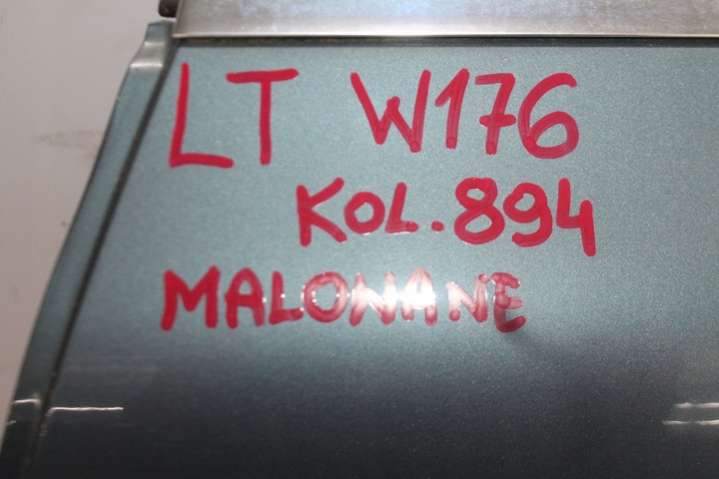 LT W176
KOL. 894
MALOWANE